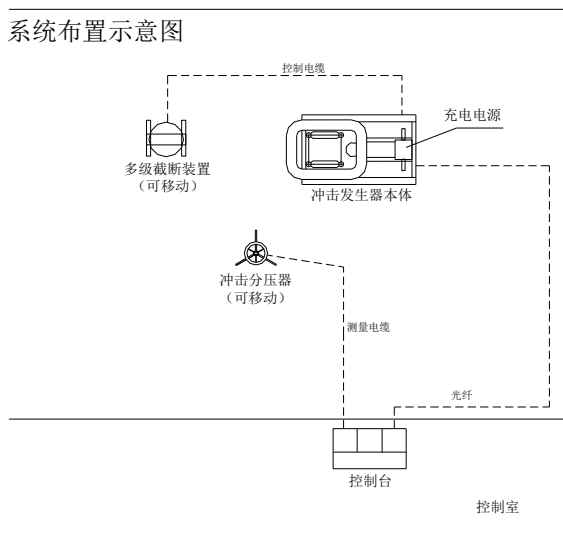 系统布置示意图
控制电缆
充电电源
多级截断装置
（可移动）
冲击发生器本体
冲击分压器
（可移动）
测量电缆
光纤
控制台
控制室